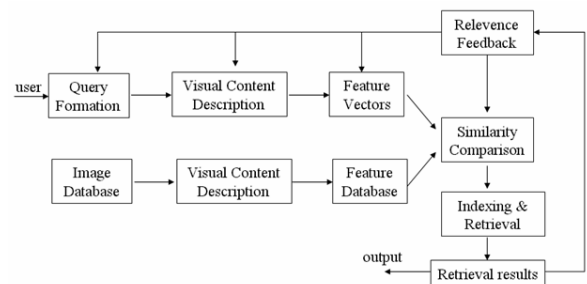 Relevence
Feedback
user
Query
Formation
Visual Content
Description
Feature
Vectors
Similarity
Comparison
Image
Database
Visual Content
Description
Feature
Database
Indexing &
Retrieval
output
Retrieval results